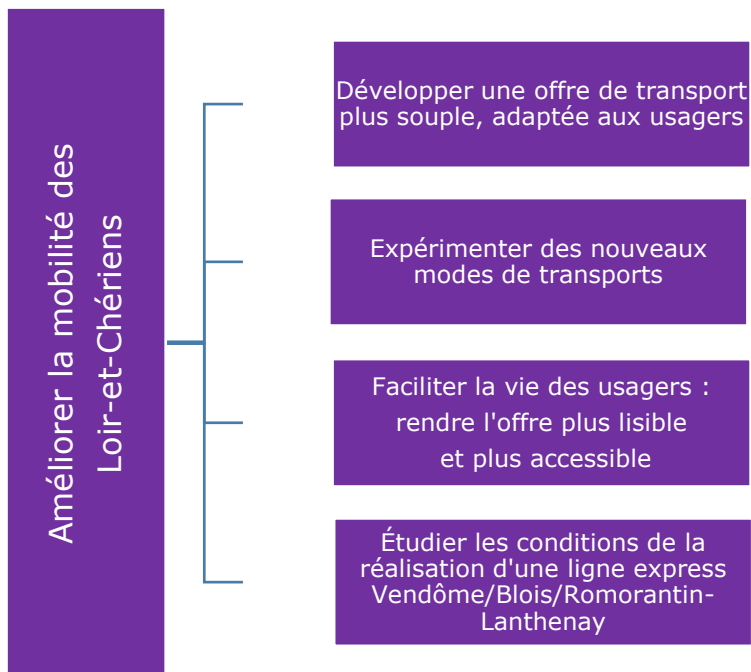 Améliorer la mobilité des
Loir-et-Chériens
Développer une offre de transport
plus souple, adaptée aux usagers
Expérimenter des nouveaux
modes de transports
Faciliter la vie des usagers :
rendre l'offre plus lisible
et plus accessible
Étudier les conditions de la
réalisation d'une ligne express
Vendôme/Blois/Romorantin-
Lanthenay